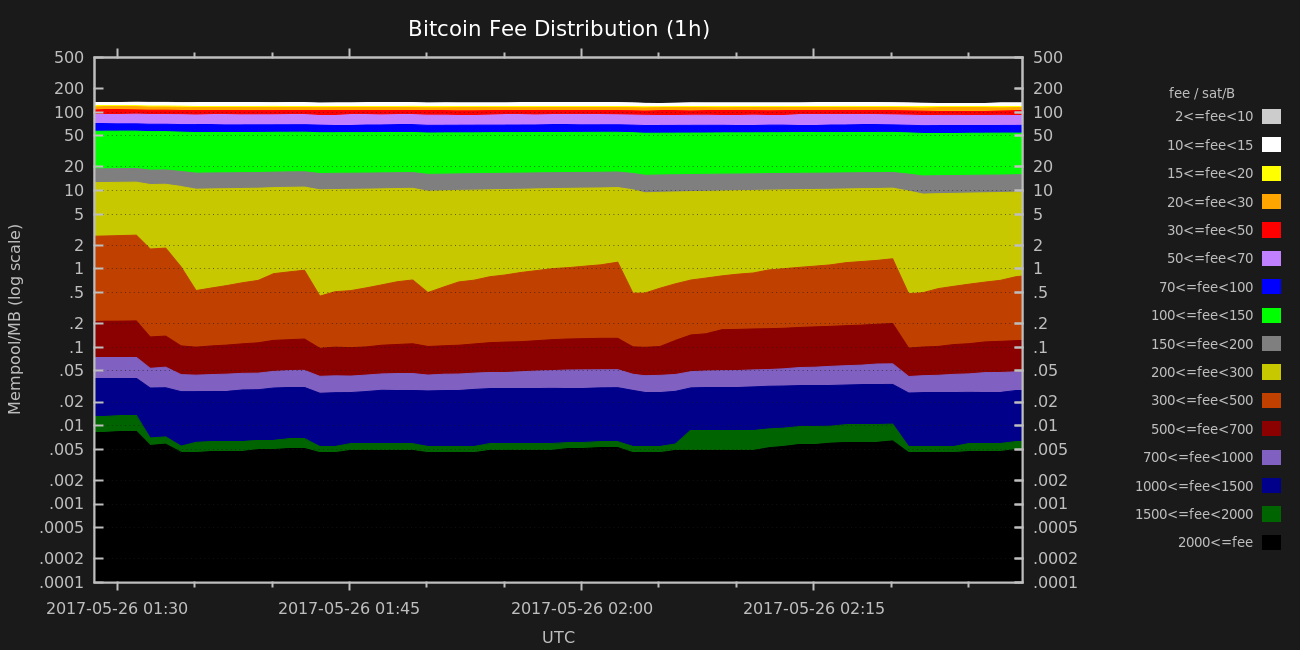 Bitcoin Fee Distribution (1h)
Mempool/MB (log scale)
500
200
100
50
20
10
5
2
1
.5
.2
.1
.05
.02
.01
.005
.002
.001
.0005
.0002
.0001
500
200
100
50
20
10
5
2
1
.5
.2
.1
.05
.02
.01
.005
.002
.001
.0005
.0002
.0001
fee / sat/B
2<=fee<10
10<=fee<15
15<=fee<20
20<=fee<30
30<=fee<50
50<=fee<70
70<=fee<100
100<=fee<150
150<=fee<200
200<=fee<300
300<=fee<500
500<=fee<700
700<=fee<1000
1000<=fee<1500
1500<=fee<2000
2000<=fee
2017-05-26 01:30 2017-05-26 01:45 2017-05-26 02:00 2017-05-26 02:15
UTC